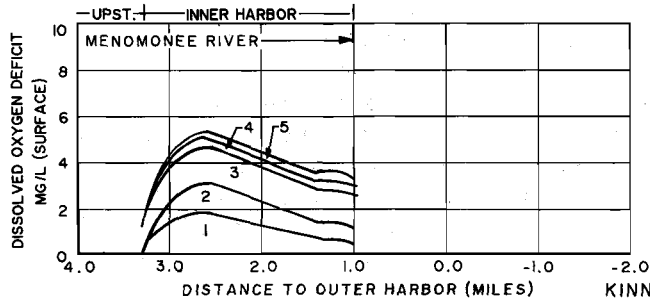 UPST. INNER HARBOR
MENOMONEE RIVER
DISSOLVED OXYGEN DEFICIT
MG/L (SURFACE)
10
8
6
4
2
0
4
5
3
2
1
4.0 3.0 2.0 1.0 0.0 -1.0 -2.0
DISTANCE TO OUTER HARBOR (MILES) KINN